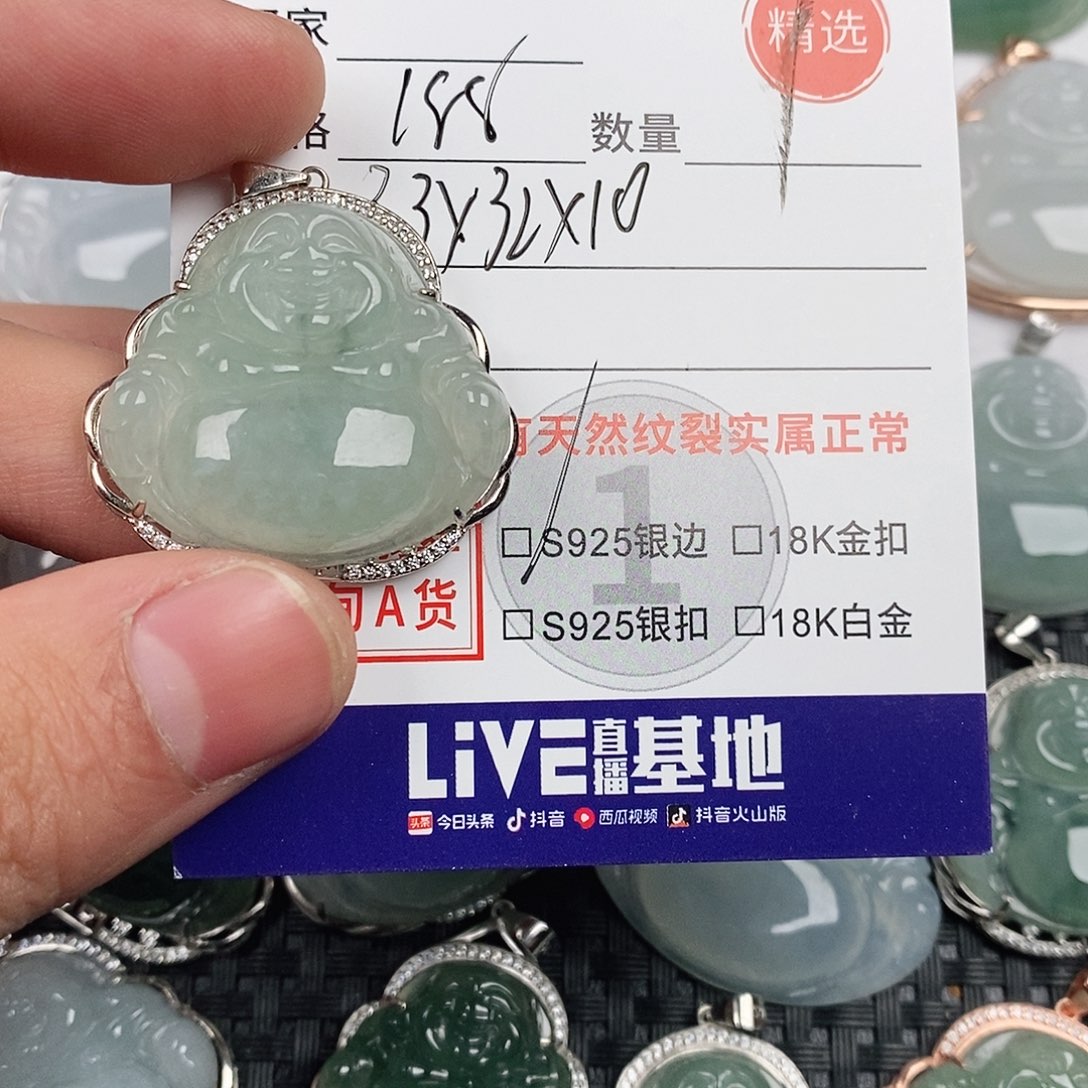 家
精选
格 188 数量
33X32X10
有天然纹裂实属正常
1
S925银边 18K金扣
A货
S925银扣 18K白金
LiVE直播基地
头条 今日头条 抖音 西瓜视频 抖音火山版